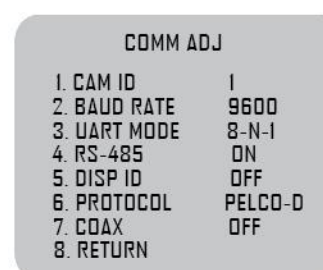 COMM ADJ
1. CAM ID 1
2. BAUD RATE 9600
3. UART MODE 8-N-1
4. RS-485 ON
5. DISP ID OFF
6. PROTOCOL PELCO-D
7. COAX OFF
8. RETURN